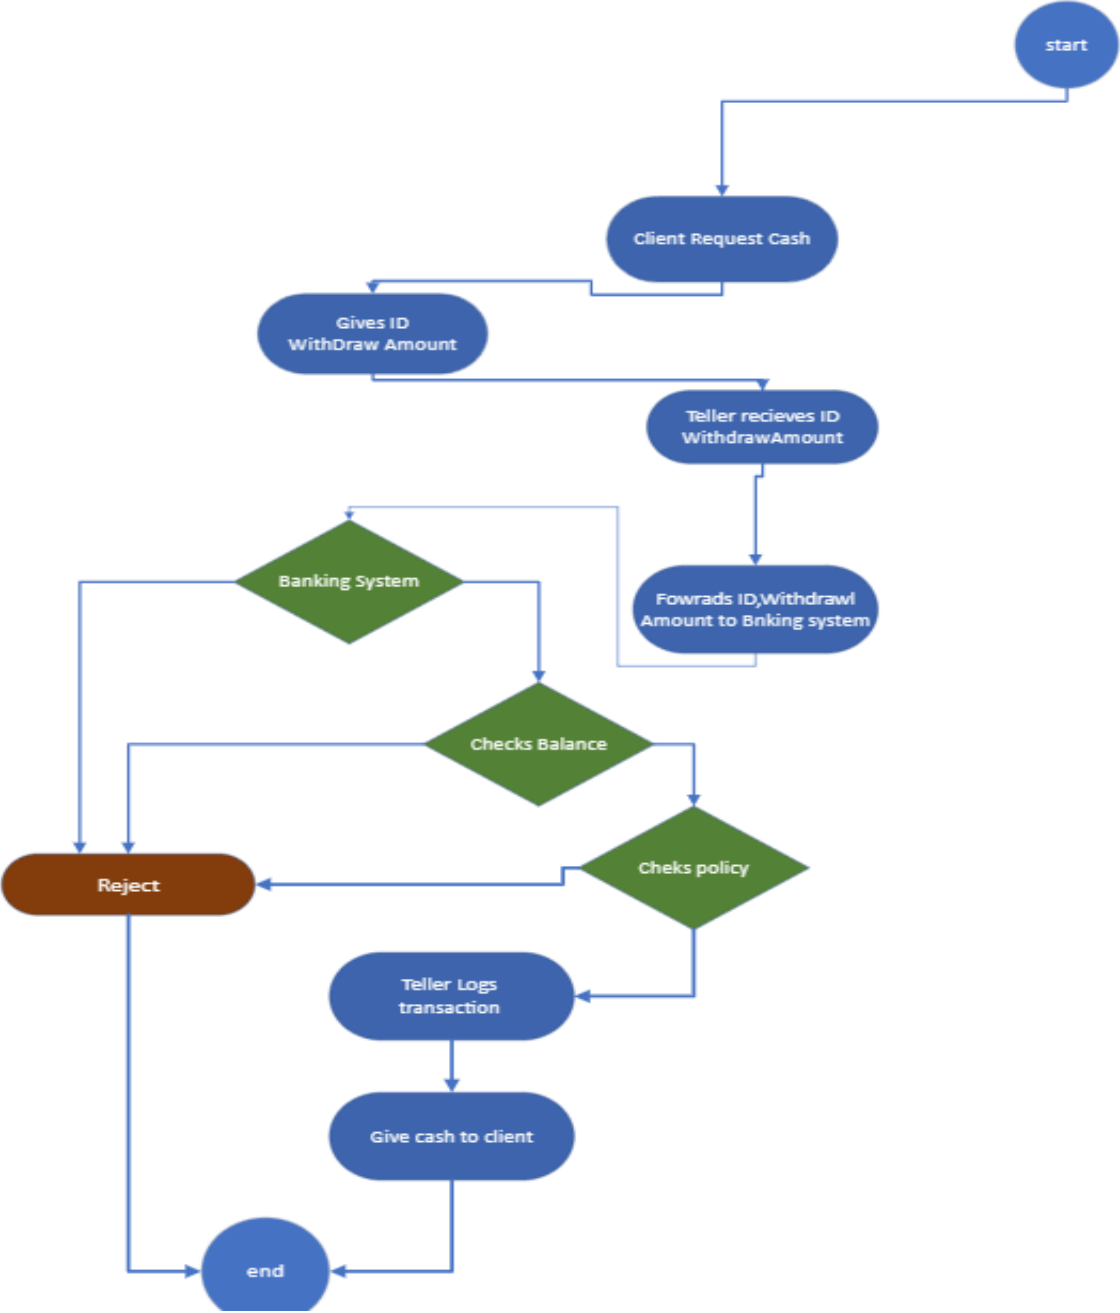 start
Client Request Cash
Gives ID
WithDraw Amount
Teller recieves ID
WithdrawAmount
Banking System
Fowrads ID,Withdrawl
Amount to Bnking system
Checks Balance
Cheks policy
Reject
Teller Logs
transaction
Give cash to client
end